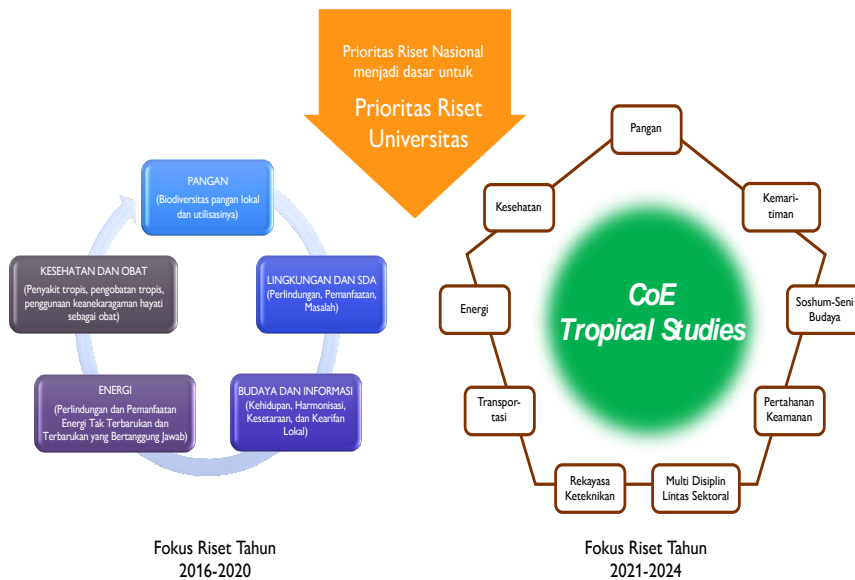 Prioritas Riset Nasional
menjadi dasar untuk
Prioritas Riset
Universitas
PANGAN
(Biodiversitas pangan lokal
dan utilisasinya)
LINGKUNGAN DAN SDA
(Perlindungan, Pemanfaatan,
Masalah)
BUDAYA DAN INFORMASI
(Kehidupan, Harmonisasi,
Kesetaraan, dan Kearifan
Lokal)
ENERGI
(Perlindungan dan Pemanfaatan
Energi Tak Terbarukan dan
Terbarukan yang Bertanggung Jawab)
KESEHATAN DAN OBAT
(Penyakit tropis, pengobatan tropis,
penggunaan keanekaragaman hayati
sebagai obat)
Fokus Riset Tahun
2016-2020
CoE
Tropical Studies
Pangan
Kemari-
timan
Soshum-Seni
Budaya
Pertahanan
Keamanan
Multi Disiplin
Lintas Sektoral
Rekayasa
Keteknikan
Transpor-
tasi
Energi
Kesehatan
Fokus Riset Tahun
2021-2024